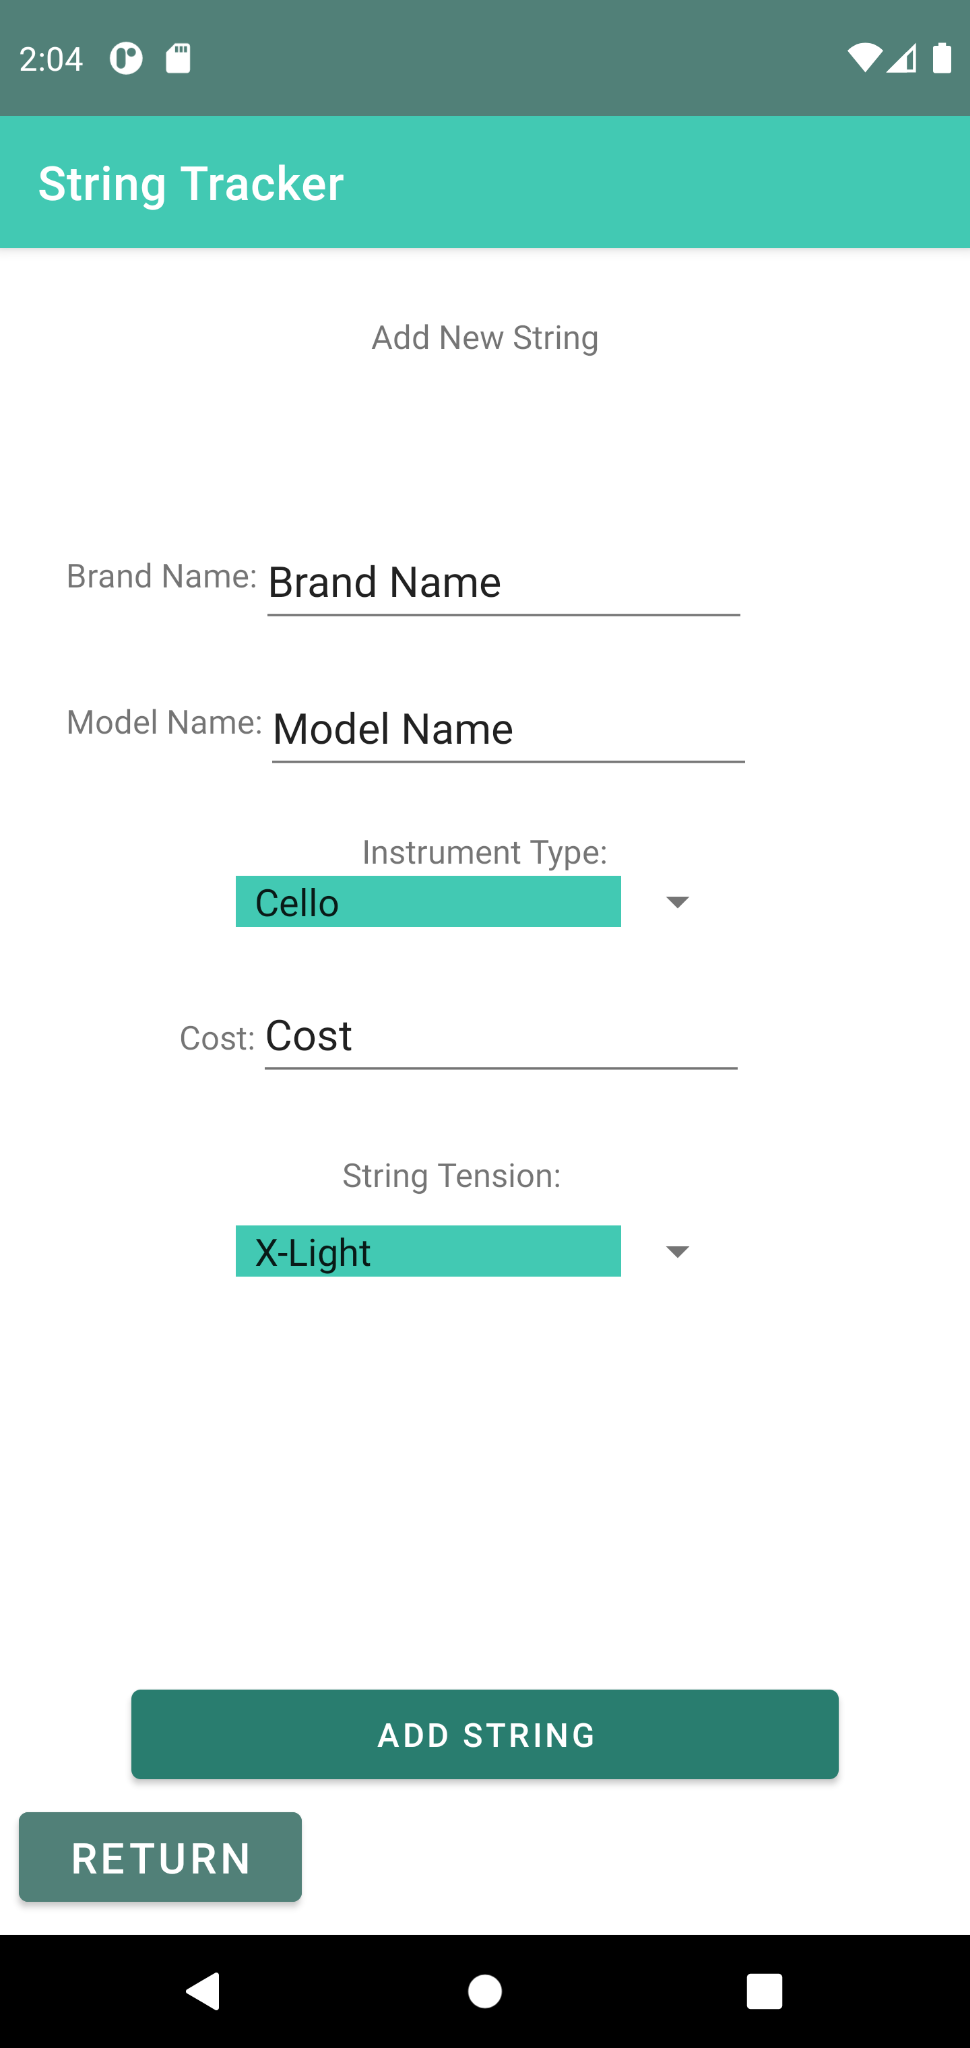 2:04
String Tracker
Add New String
Brand Name: Brand Name
Model Name: Model Name
Instrument Type:
Cello
Cost: Cost
String Tension:
X-Light
ADD STRING
RETURN